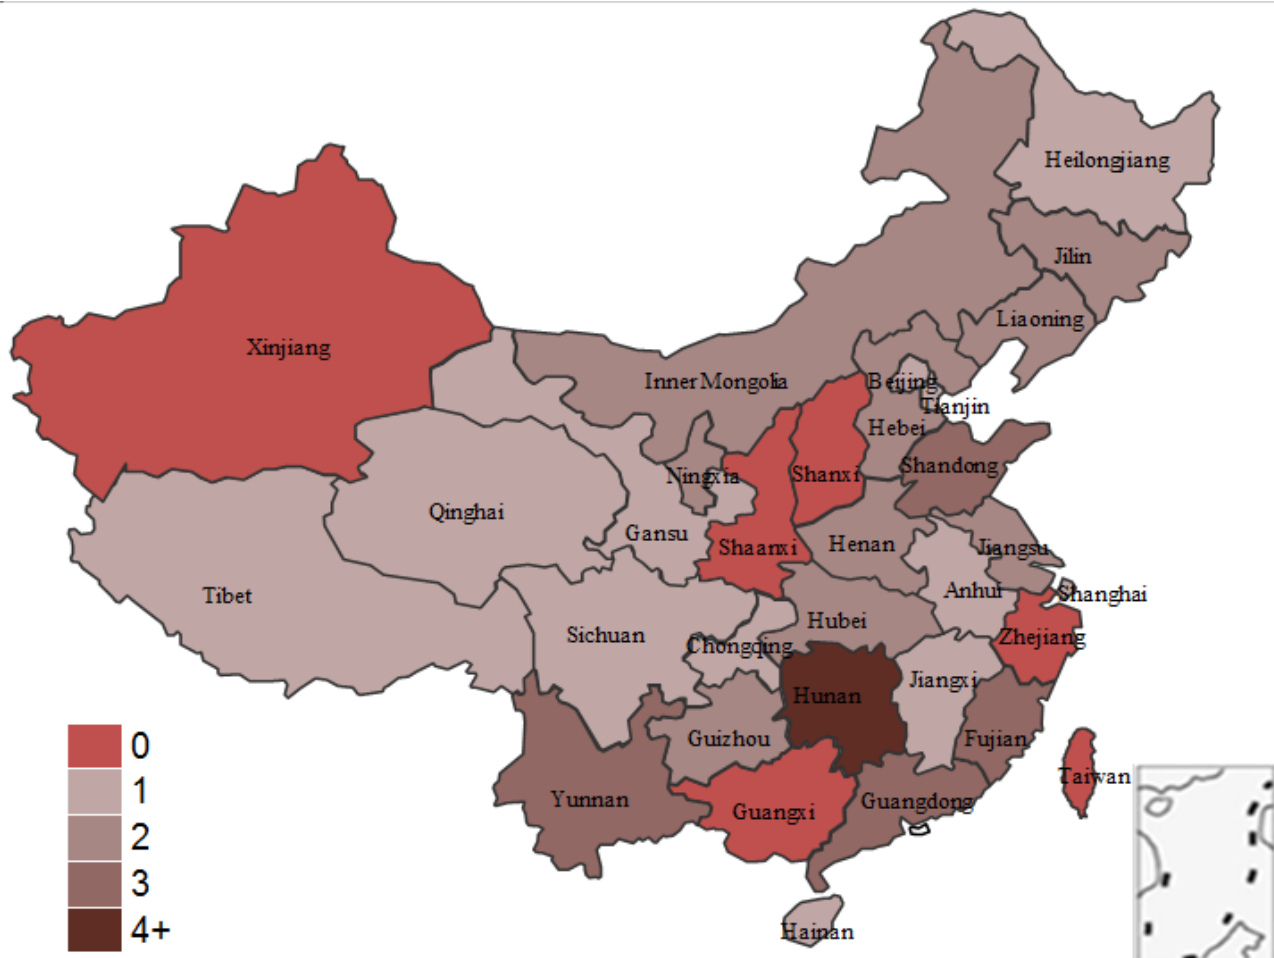 Heilongjiang
Jilin
Liaoning
Xinjiang
Inner Mongolia
Beijing
Tianjin
Hebei
Shandong
Ningxia
Shanxi
Qinghai
Gansu
Shaanxi
Henan
Jiangsu
Tibet
Anhui
Shanghai
Hubei
Sichuan
Zhejiang
Chongqing
Jiangxi
Hunan
Guizhou
Fujian
Taiwan
Yunnan
Guangxi
Guangdong
Hainan
0
1
2
3
4+